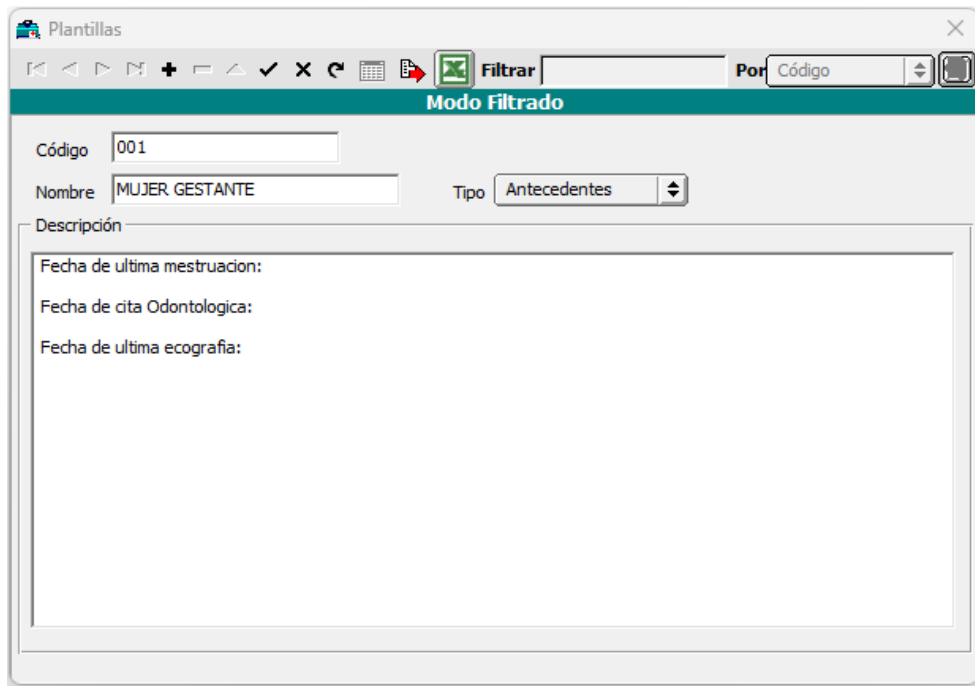 Plantillas
Filtrar Por Código
Modo Filtrado
Código 001
Nombre MUJER GESTANTE Tipo Antecedentes
Descripción
Fecha de ultima mestruacion:
Fecha de cita Odontologica:
Fecha de ultima ecografia: